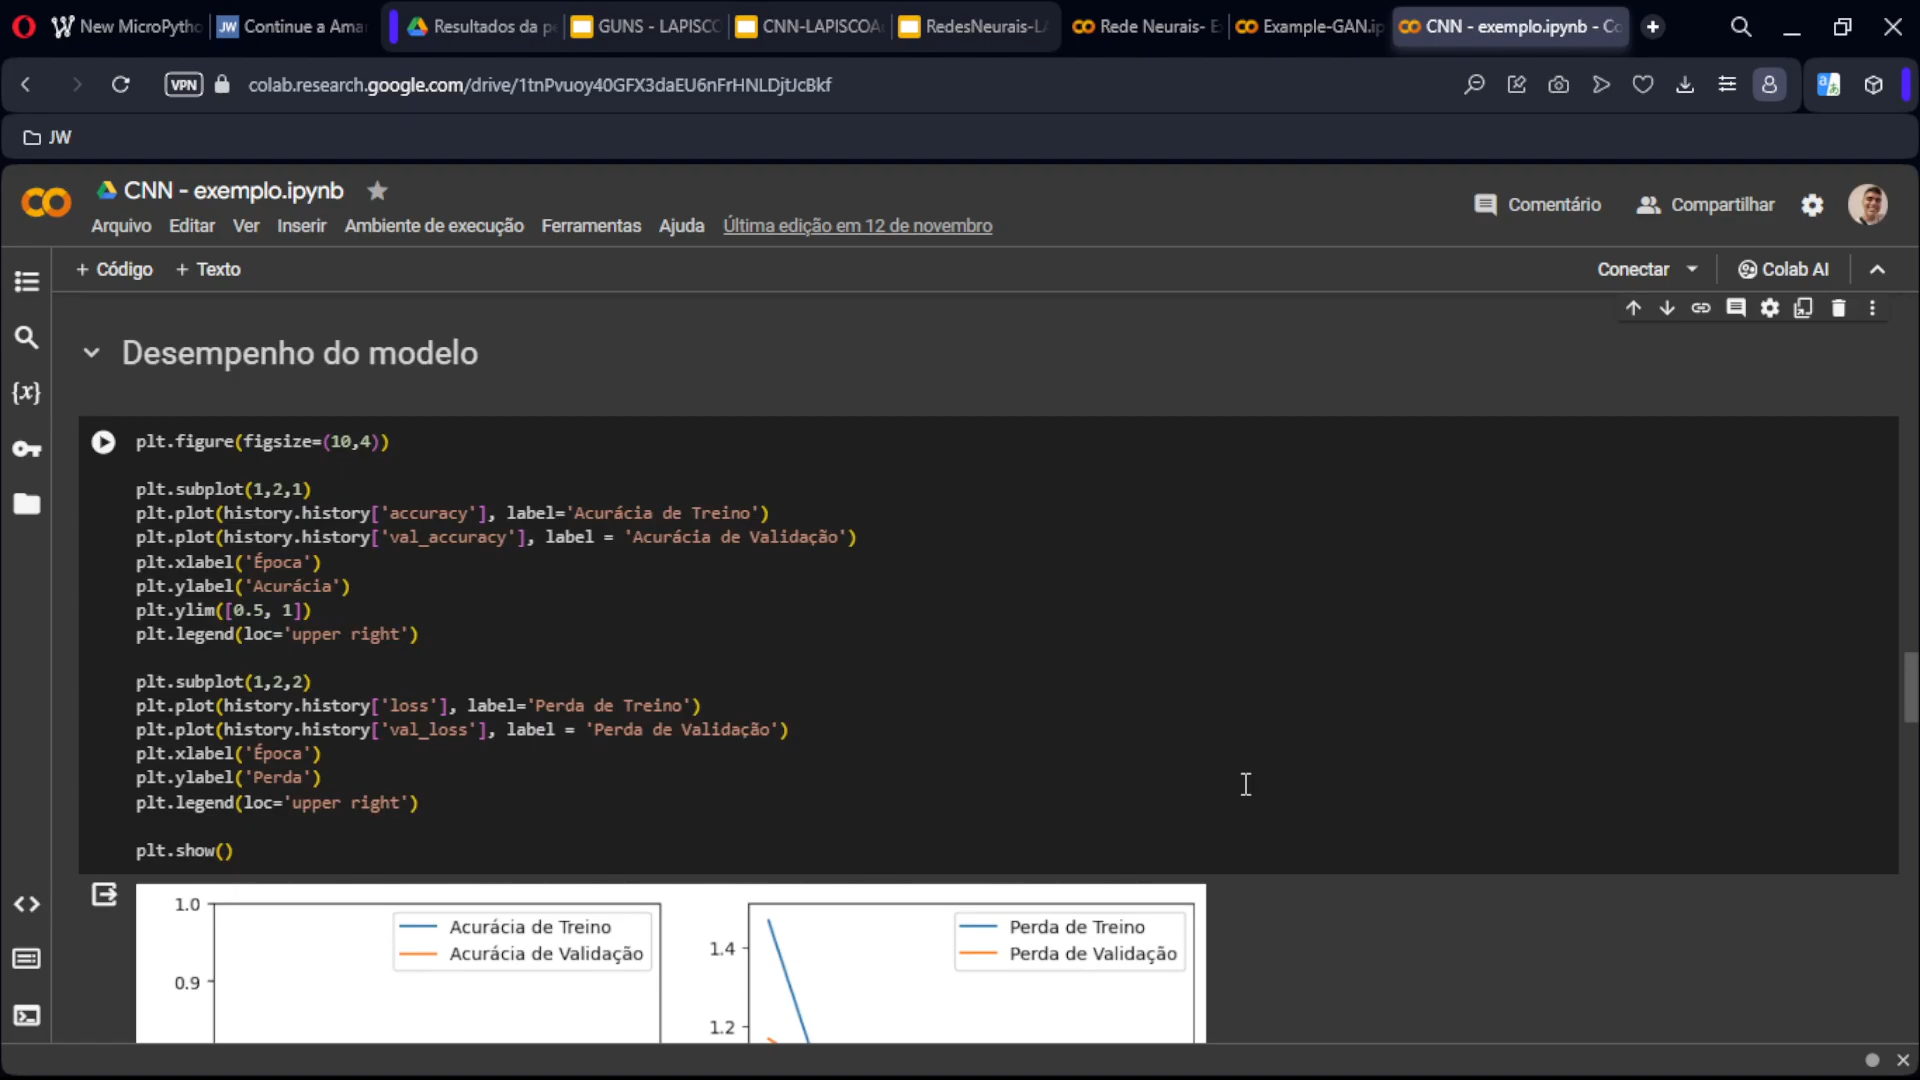 New MicroPytho
JW Continue a Ama
Resultados da pe
GUNS - LAPISCO
CNN-LAPISCOA
RedesNeurais-LA
Rede Neurais- E
Example-GAN.ip
CNN - exemplo.ipynb - Co
VPN
colab.research.google.com/drive/1tnPvuoy40GFX3daEU6nFrHNLDjtJcBkf
JW
CNN - exemplo.ipynb
Comentário
Compartilhar
Arquivo Editar Ver Inserir Ambiente de execução Ferramentas Ajuda Última edição em 12 de novembro
+ Código + Texto
Conectar
Colab AI
Desempenho do modelo
{x}
plt.figure(figsize=(10,4))
plt.subplot(1,2,1)
plt.plot(history.history['accuracy'], label='Acurácia de Treino')
plt.plot(history.history['val_accuracy'], label = 'Acurácia de Validação')
plt.xlabel('Época')
plt.ylabel('Acurácia')
plt.ylim([0.5, 1])
plt.legend(loc='upper right')
plt.subplot(1,2,2)
plt.plot(history.history['loss'], label='Perda de Treino')
plt.plot(history.history['val_loss'], label = 'Perda de Validação')
plt.xlabel('Época')
plt.ylabel('Perda')
plt.legend(loc='upper right')
plt.show()
1.0
Acurácia de Treino
Acurácia de Validação
0.9
Perda de Treino
Perda de Validação
1.4
1.2